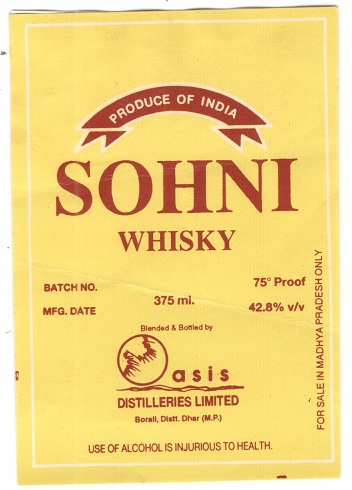 PRODUCE OF INDIA
SOHNI
WHISKY
BATCH NO.
MFG. DATE
375 ml.
75° Proof
42.8% v/v
Blended & Bottled by
Oasis
DISTILLERIES LIMITED
Borali, Distt. Dhar (M.P.)
FOR SALE IN MADHYA PRADESH ONLY
USE OF ALCOHOL IS INJURIOUS TO HEALTH.